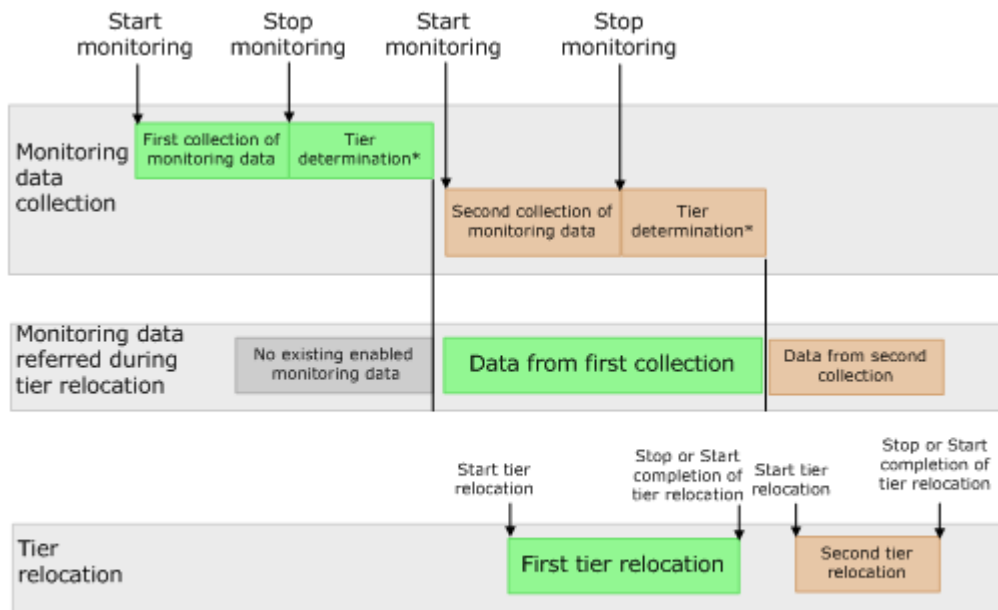 Start
monitoring
Stop
monitoring
Start
monitoring
Stop
monitoring
Monitoring
data
collection
First collection of
monitoring data
Tier
determination*
Second collection of
monitoring data
Tier
determination*
Monitoring data
referred during
tier relocation
No existing enabled
monitoring data
Data from first collection
Data from second
collection
Start tier
relocation
Stop or Start
completion of
tier relocation
Start tier
relocation
Stop or Start
completion of
tier relocation
Tier
relocation
First tier relocation
Second tier
relocation